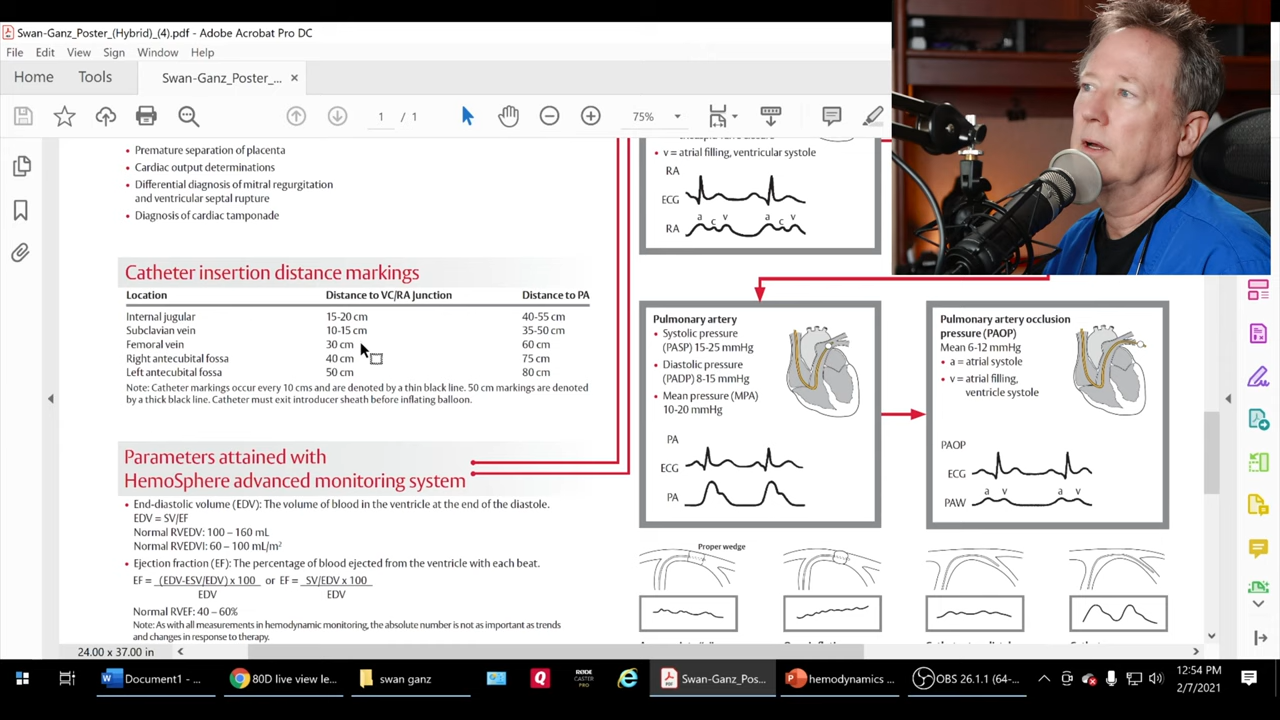 Swan-Ganz_Poster_(Hybrid)_(4).pdf - Adobe Acrobat Pro DC
File Edit View Sign Window Help
Home Tools Swan-Ganz_Poster_... ×
1 / 1 75%
• Premature separation of placenta
• Cardiac output determinations
• Differential diagnosis of mitral regurgitation
and ventricular septal rupture
• Diagnosis of cardiac tamponade
Catheter insertion distance markings
Location Distance to VC/RA Junction Distance to PA
Internal jugular 15-20 cm 40-55 cm
Subclavian vein 10-15 cm 35-50 cm
Femoral vein 30 cm 60 cm
Right antecubital fossa 40 cm 75 cm
Left antecubital fossa 50 cm 80 cm
Note: Catheter markings occur every 10 cms and are denoted by a thin black line. 50 cm markings are denoted
by a thick black line. Catheter must exit introducer sheath before inflating balloon.
Parameters attained with
HemoSphere advanced monitoring system
• End-diastolic volume (EDV): The volume of blood in the ventricle at the end of the diastole.
EDV = SV/EF
Normal RVEDV: 100 – 160 mL
Normal RVEDVI: 60 – 100 mL/m²
• Ejection fraction (EF): The percentage of blood ejected from the ventricle with each beat.
EF = (EDV-ESV/EDV) x 100 or EF = SV/EDV x 100
EDV EDV
Normal RVEF: 40 – 60%
Note: As with all measurements in hemodynamic monitoring, the absolute number is not as important as trends
and changes in response to therapy.
• v = atrial filling, ventricular systole
RA
ECG
a c v a c v
RA
Pulmonary artery
• Systolic pressure
(PASP) 15-25 mmHg
• Diastolic pressure
(PADP) 8-15 mmHg
• Mean pressure (MPA)
10-20 mmHg
PA
ECG
PA
Pulmonary artery occlusion
pressure (PAOP)
Mean 6-12 mmHg
• a = atrial systole
• v = atrial filling,
ventricle systole
PAOP
ECG
a v a v
PAW
Proper wedge
24.00 x 37.00 in
Document1 - ... 80D live view le... swan ganz RØDE CASTER PRO Swan-Ganz_Pos... hemodynamics ... OBS 26.1.1 (64-... 12:54 PM
2/7/2021